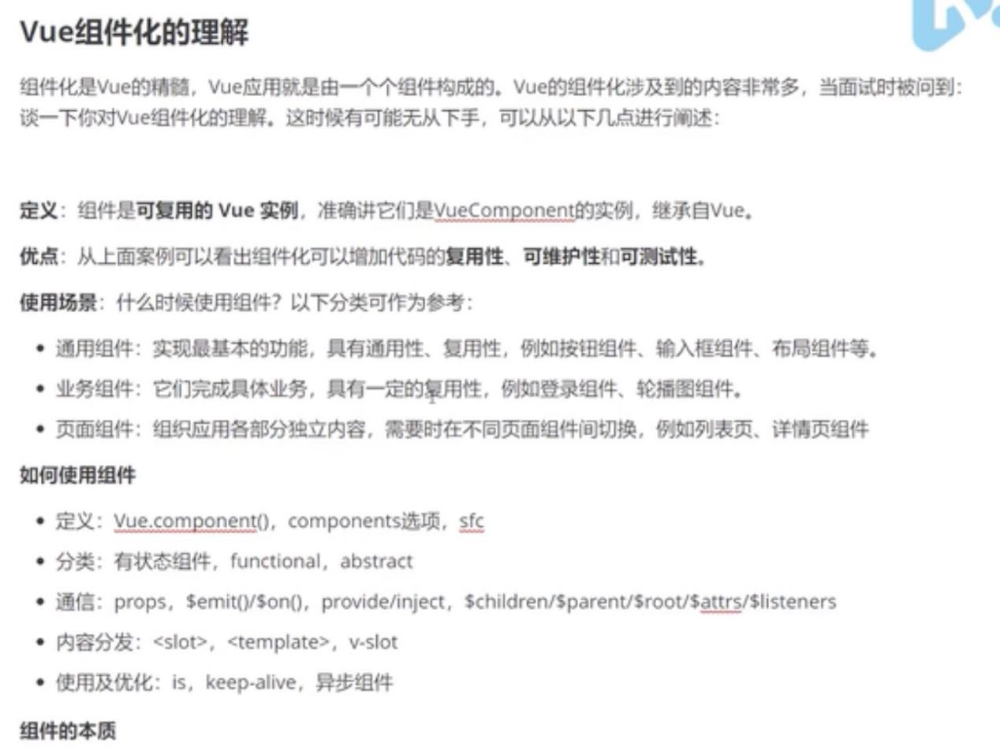 Vue组件化的理解
组件化是Vue的精髓，Vue应用就是由一个个组件构成的。Vue的组件化涉及到的内容非常多，当面试时被问到：
谈一下你对Vue组件化的理解。这时候有可能无从下手，可以从以下几点进行阐述：
定义：组件是可复用的 Vue 实例，准确讲它们是VueComponent的实例，继承自Vue。
优点：从上面案例可以看出组件化可以增加代码的复用性、可维护性和可测试性。
使用场景：什么时候使用组件？以下分类可作为参考：
• 通用组件：实现最基本的功能，具有通用性、复用性，例如按钮组件、输入框组件、布局组件等。
• 业务组件：它们完成具体业务，具有一定的复用性，例如登录组件、轮播图组件。
• 页面组件：组织应用各部分独立内容，需要时在不同页面组件间切换，例如列表页、详情页组件
如何使用组件
• 定义：Vue.component()，components选项，sfc
• 分类：有状态组件，functional，abstract
• 通信：props，$emit()/$on()，provide/inject，$children/$parent/$root/$attrs/$listeners
• 内容分发：<slot>，<template>，v-slot
• 使用及优化：is，keep-alive，异步组件
组件的本质